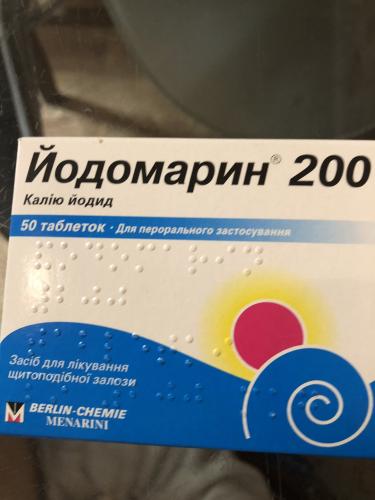 Йодомарин® 200
Калію йодид
50 таблеток · Для перорального застосування
Засіб для лікування
щитоподібної залози
BERLIN-CHEMIE
MENARINI